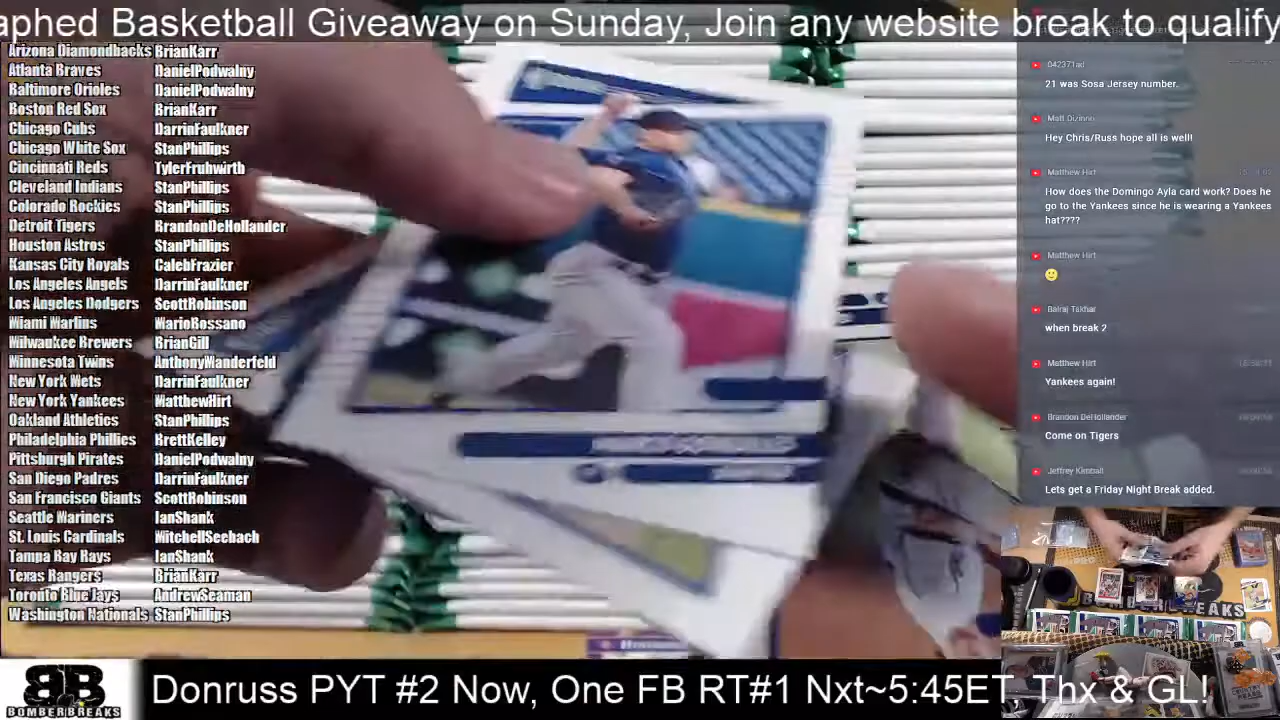 aphed Basketball Giveaway on Sunday, Join any website break to qualify
Arizona Diamondbacks BrianKarr
Atlanta Braves DanielPodwalny
Baltimore Orioles DanielPodwalny
Boston Red Sox BrianKarr
Chicago Cubs DarrinFaulkner
Chicago White Sox StanPhillips
Cincinnati Reds TylerFruhwirth
Cleveland Indians StanPhillips
Colorado Rockies StanPhillips
Detroit Tigers BrandonDeHollander
Houston Astros StanPhillips
Kansas City Royals CalebFrazier
Los Angeles Angels DarrinFaulkner
Los Angeles Dodgers ScottRobinson
Miami Marlins MarioRossano
Milwaukee Brewers BrianGill
Minnesota Twins AnthonyManderfeld
New York Mets DarrinFaulkner
New York Yankees MatthewHirt
Oakland Athletics StanPhillips
Philadelphia Phillies BrettKelley
Pittsburgh Pirates DanielPodwalny
San Diego Padres DarrinFaulkner
San Francisco Giants ScottRobinson
Seattle Mariners IanShank
St. Louis Cardinals MitchellSeebach
Tampa Bay Rays IanShank
Texas Rangers BrianKarr
Toronto Blue Jays AndrewSeaman
Washington Nationals StanPhillips
21 was Sosa Jersey number.
Matt Dizinno
Hey Chris/Russ hope all is well!
Matthew Hirt
How does the Domingo Ayla card work? Does he
go to the Yankees since he is wearing a Yankees
hat????
Matthew Hirt
Balraj Takhar
when break 2
Matthew Hirt
Yankees again!
Brandon DeHollander
Come on Tigers
Jeffrey Kimball
Lets get a Friday Night Break added.
BOMBERBREAKS
BB
BOMBERBREAKS
Donruss PYT #2 Now, One FB RT#1 Nxt~5:45ET. Thx & GL!